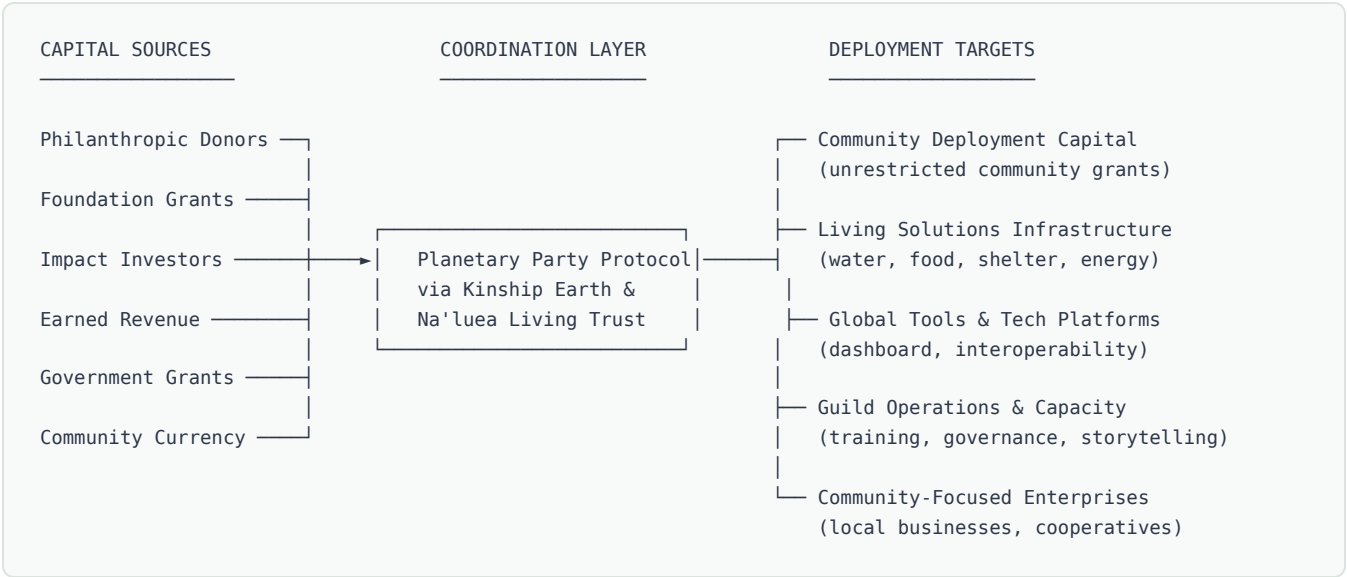 CAPITAL SOURCES
COORDINATION LAYER
DEPLOYMENT TARGETS
Philanthropic Donors
Foundation Grants
Impact Investors
Earned Revenue
Government Grants
Community Currency
Planetary Party Protocol
via Kinship Earth &
Na'luea Living Trust
Community Deployment Capital
(unrestricted community grants)
Living Solutions Infrastructure
(water, food, shelter, energy)
Global Tools & Tech Platforms
(dashboard, interoperability)
Guild Operations & Capacity
(training, governance, storytelling)
Community-Focused Enterprises
(local businesses, cooperatives)